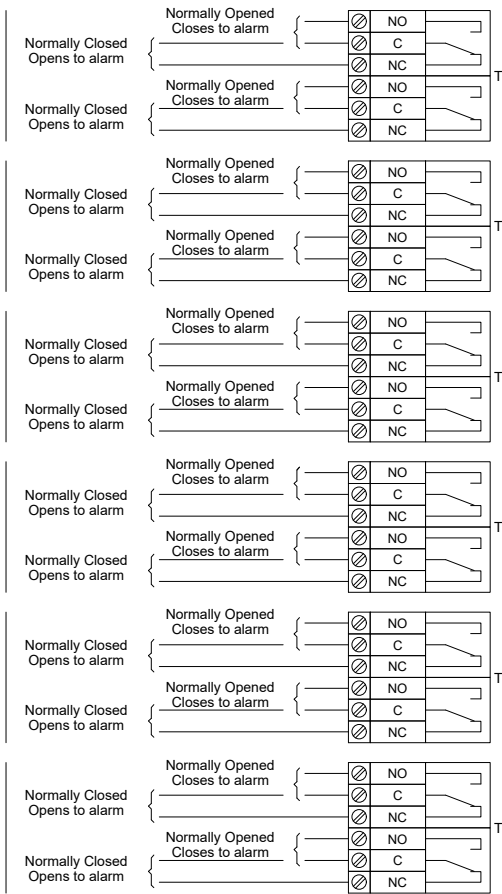 Normally Opened
Closes to alarm
NO
Normally Closed
Opens to alarm
C
NC
T
Normally Opened
Closes to alarm
NO
Normally Closed
Opens to alarm
C
NC
Normally Opened
Closes to alarm
NO
Normally Closed
Opens to alarm
C
NC
T
Normally Opened
Closes to alarm
NO
Normally Closed
Opens to alarm
C
NC
Normally Opened
Closes to alarm
NO
Normally Closed
Opens to alarm
C
NC
T
Normally Opened
Closes to alarm
NO
Normally Closed
Opens to alarm
C
NC
Normally Opened
Closes to alarm
NO
Normally Closed
Opens to alarm
C
NC
T
Normally Opened
Closes to alarm
NO
Normally Closed
Opens to alarm
C
NC
Normally Opened
Closes to alarm
NO
Normally Closed
Opens to alarm
C
NC
T
Normally Opened
Closes to alarm
NO
Normally Closed
Opens to alarm
C
NC
Normally Opened
Closes to alarm
NO
Normally Closed
Opens to alarm
C
NC
T
Normally Opened
Closes to alarm
NO
Normally Closed
Opens to alarm
C
NC